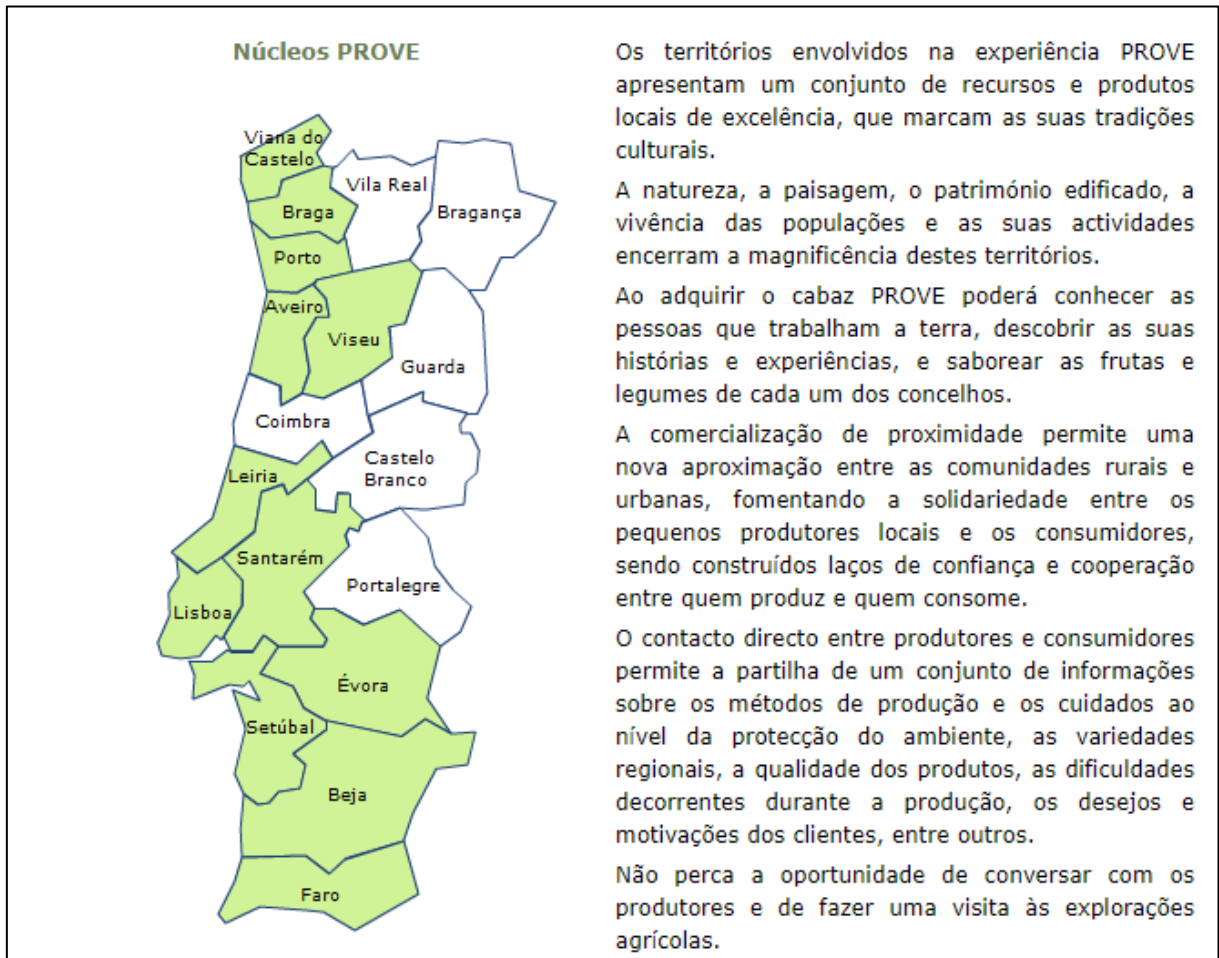 Núcleos PROVE
Viana do
Castelo
Vila Real
Bragança
Braga
Porto
Aveiro
Viseu
Guarda
Coimbra
Castelo
Branco
Leiria
Santarém
Portalegre
Lisboa
Évora
Setúbal
Beja
Faro
Os territórios envolvidos na experiência PROVE
apresentam um conjunto de recursos e produtos
locais de excelência, que marcam as suas tradições
culturais.
A natureza, a paisagem, o património edificado, a
vivência das populações e as suas actividades
encerram a magnificência destes territórios.
Ao adquirir o cabaz PROVE poderá conhecer as
pessoas que trabalham a terra, descobrir as suas
histórias e experiências, e saborear as frutas e
legumes de cada um dos concelhos.
A comercialização de proximidade permite uma
nova aproximação entre as comunidades rurais e
urbanas, fomentando a solidariedade entre os
pequenos produtores locais e os consumidores,
sendo construídos laços de confiança e cooperação
entre quem produz e quem consome.
O contacto directo entre produtores e consumidores
permite a partilha de um conjunto de informações
sobre os métodos de produção e os cuidados ao
nível da protecção do ambiente, as variedades
regionais, a qualidade dos produtos, as dificuldades
decorrentes durante a produção, os desejos e
motivações dos clientes, entre outros.
Não perca a oportunidade de conversar com os
produtores e de fazer uma visita às explorações
agrícolas.